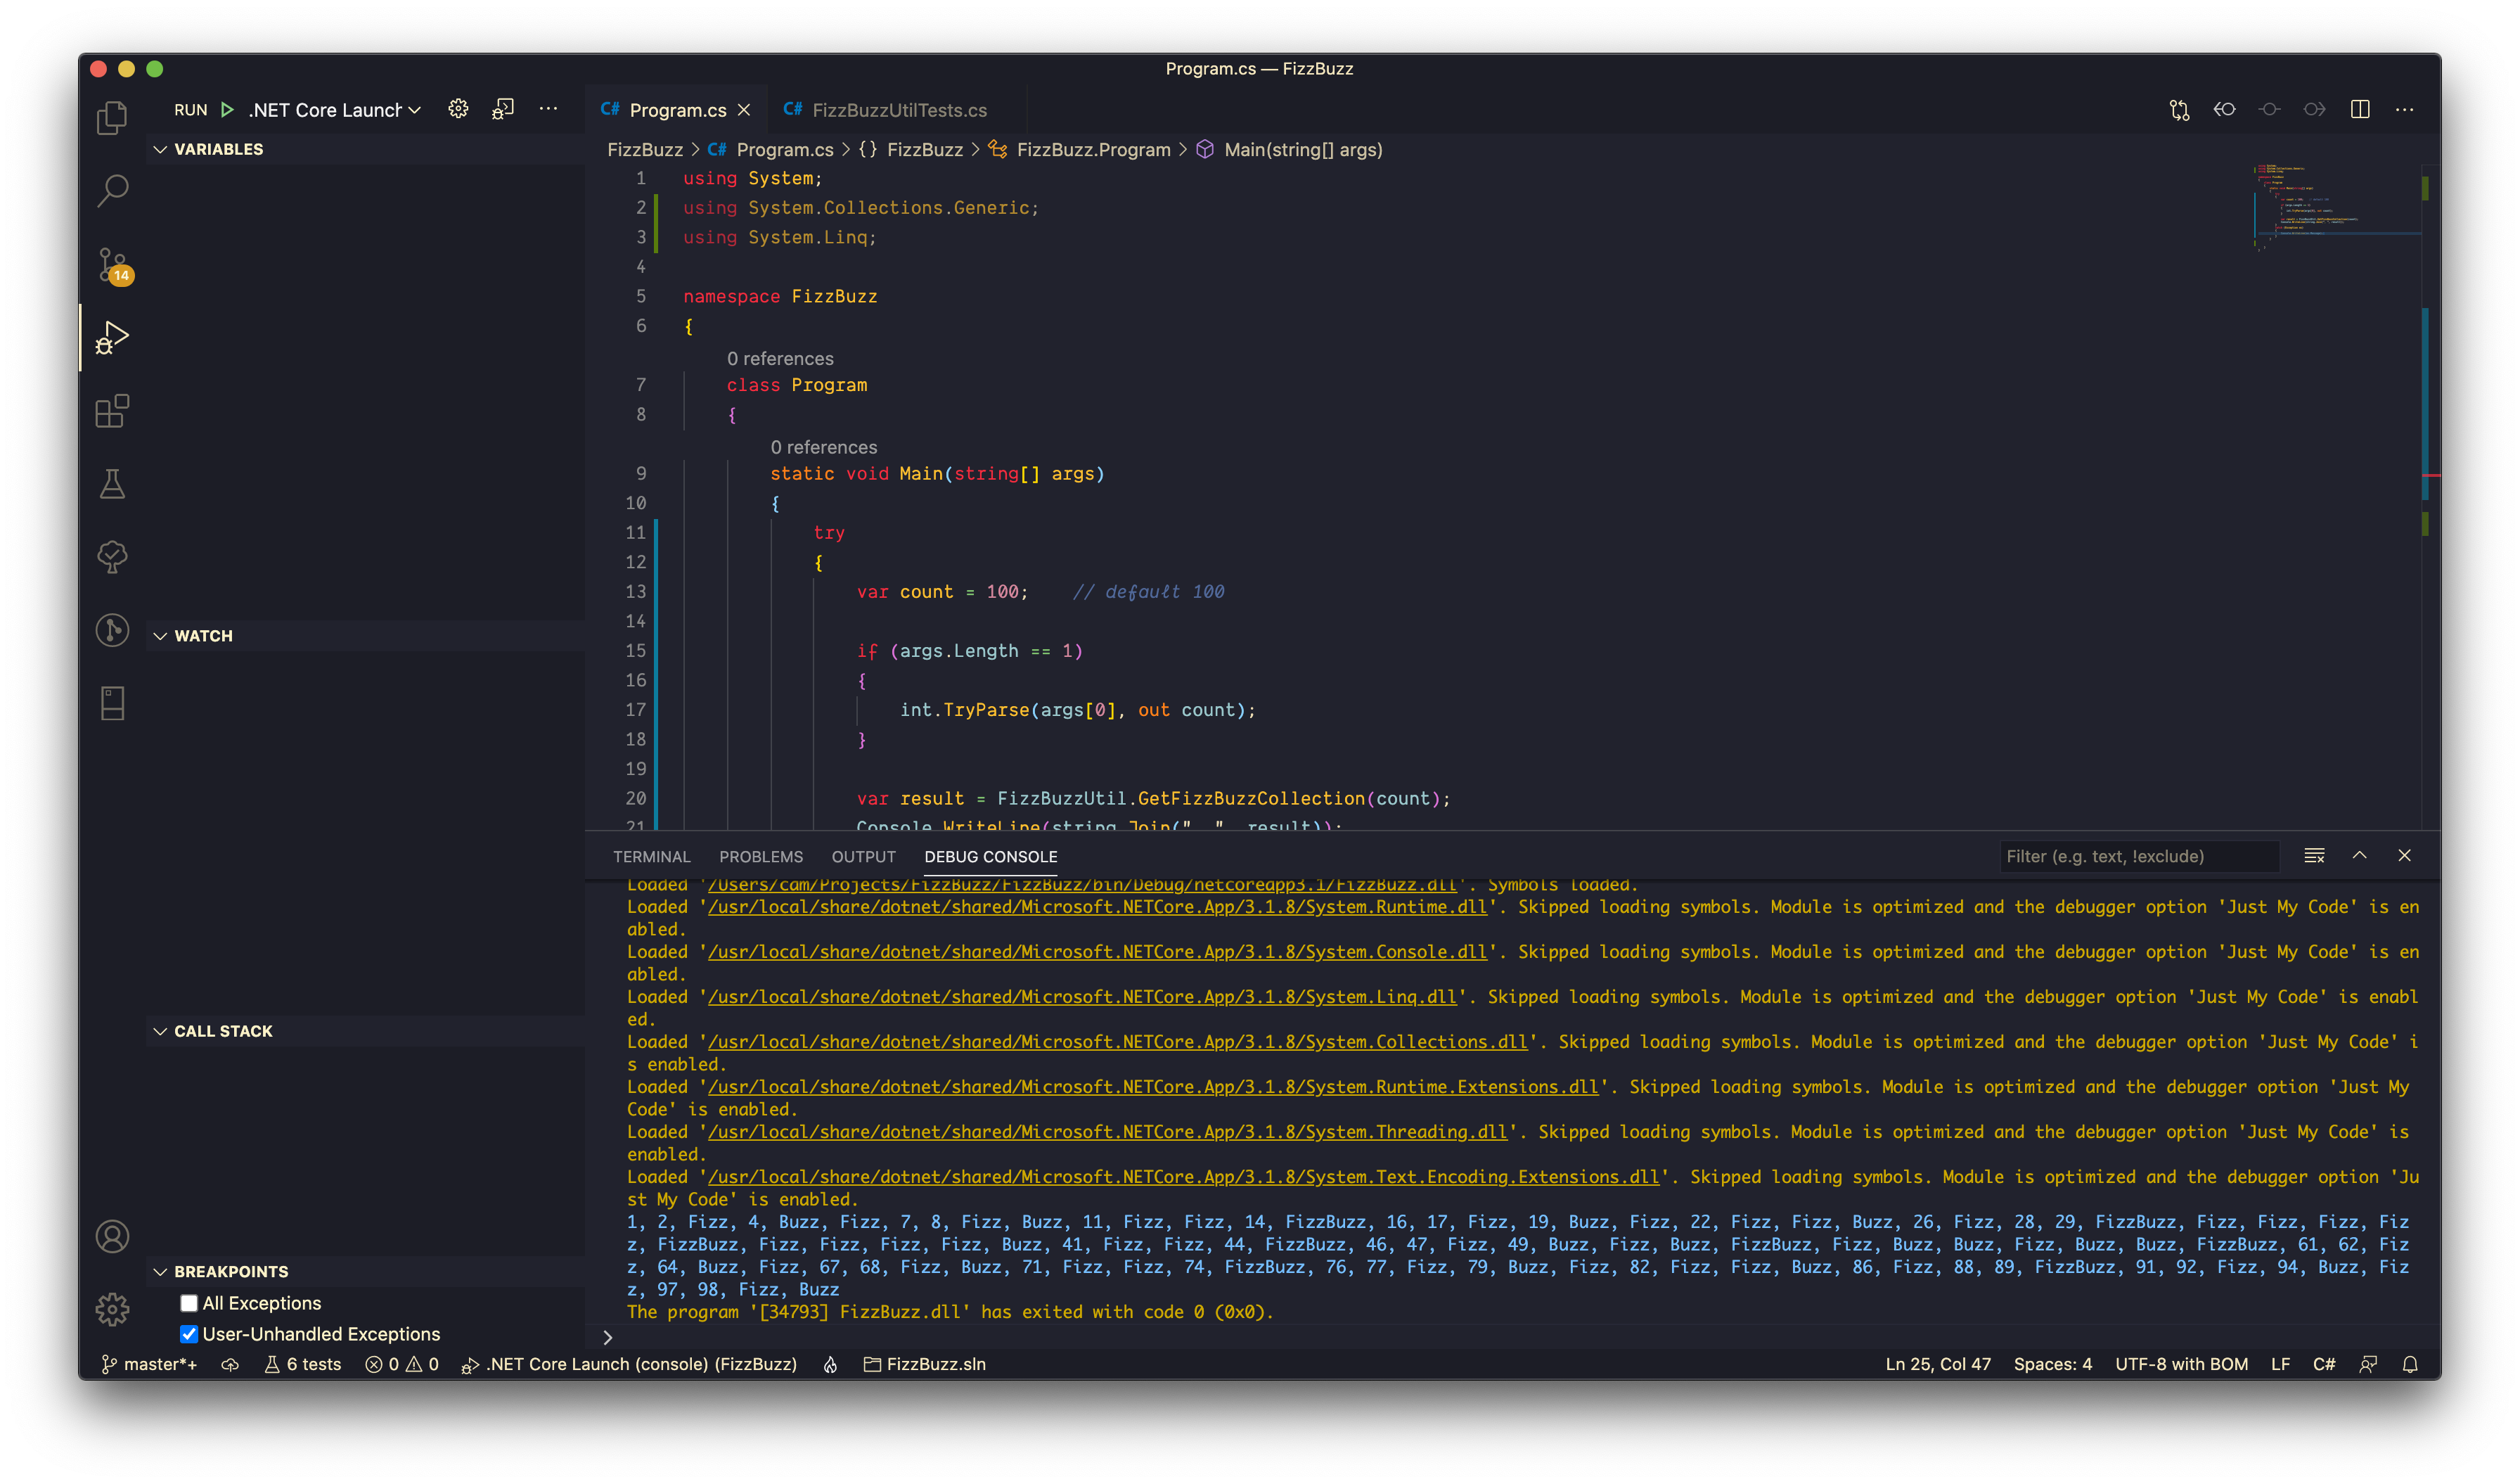 Program.cs — FizzBuzz
RUN .NET Core Launch
Program.cs
FizzBuzzUtilTests.cs
VARIABLES
FizzBuzz > C# Program.cs > {} FizzBuzz > FizzBuzz.Program > Main(string[] args)
14
WATCH
CALL STACK
BREAKPOINTS
All Exceptions
User-Unhandled Exceptions
1 using System;
2 using System.Collections.Generic;
3 using System.Linq;
4
5 namespace FizzBuzz
6 {
0 references
7 class Program
8 {
0 references
9 static void Main(string[] args)
10 {
11 try
12 {
13 var count = 100; // default 100
14
15 if (args.Length == 1)
16 {
17 int.TryParse(args[0], out count);
18 }
19
20 var result = FizzBuzzUtil.GetFizzBuzzCollection(count);
21 Console.WriteLine(string.Join(", ", result));
TERMINAL PROBLEMS OUTPUT DEBUG CONSOLE
Filter (e.g. text, !exclude)
Loaded '/Users/cam/Projects/FizzBuzz/FizzBuzz/bin/Debug/netcoreapp3.1/FizzBuzz.dll'. Symbols loaded.
Loaded '/usr/local/share/dotnet/shared/Microsoft.NETCore.App/3.1.8/System.Runtime.dll'. Skipped loading symbols. Module is optimized and the debugger option 'Just My Code' is en
abled.
Loaded '/usr/local/share/dotnet/shared/Microsoft.NETCore.App/3.1.8/System.Console.dll'. Skipped loading symbols. Module is optimized and the debugger option 'Just My Code' is en
abled.
Loaded '/usr/local/share/dotnet/shared/Microsoft.NETCore.App/3.1.8/System.Linq.dll'. Skipped loading symbols. Module is optimized and the debugger option 'Just My Code' is enabl
ed.
Loaded '/usr/local/share/dotnet/shared/Microsoft.NETCore.App/3.1.8/System.Collections.dll'. Skipped loading symbols. Module is optimized and the debugger option 'Just My Code' i
s enabled.
Loaded '/usr/local/share/dotnet/shared/Microsoft.NETCore.App/3.1.8/System.Runtime.Extensions.dll'. Skipped loading symbols. Module is optimized and the debugger option 'Just My
Code' is enabled.
Loaded '/usr/local/share/dotnet/shared/Microsoft.NETCore.App/3.1.8/System.Threading.dll'. Skipped loading symbols. Module is optimized and the debugger option 'Just My Code' is
enabled.
Loaded '/usr/local/share/dotnet/shared/Microsoft.NETCore.App/3.1.8/System.Text.Encoding.Extensions.dll'. Skipped loading symbols. Module is optimized and the debugger option 'Ju
st My Code' is enabled.
1, 2, Fizz, 4, Buzz, Fizz, 7, 8, Fizz, Buzz, 11, Fizz, Fizz, 14, FizzBuzz, 16, 17, Fizz, 19, Buzz, Fizz, 22, Fizz, Fizz, Buzz, 26, Fizz, 28, 29, FizzBuzz, Fizz, Fizz, Fizz, Fiz
z, FizzBuzz, Fizz, Fizz, Fizz, Fizz, Buzz, 41, Fizz, Fizz, 44, FizzBuzz, 46, 47, Fizz, 49, Buzz, Fizz, Buzz, FizzBuzz, Fizz, Buzz, Buzz, Fizz, Buzz, Buzz, FizzBuzz, 61, 62, Fiz
z, 64, Buzz, Fizz, 67, 68, Fizz, Buzz, 71, Fizz, Fizz, 74, FizzBuzz, 76, 77, Fizz, 79, Buzz, Fizz, 82, Fizz, Fizz, Buzz, 86, Fizz, 88, 89, FizzBuzz, 91, 92, Fizz, 94, Buzz, Fiz
z, 97, 98, Fizz, Buzz
The program '[34793] FizzBuzz.dll' has exited with code 0 (0x0).
master*+ 6 tests 0 0 .NET Core Launch (console) (FizzBuzz) FizzBuzz.sln
Ln 25, Col 47 Spaces: 4 UTF-8 with BOM LF C#